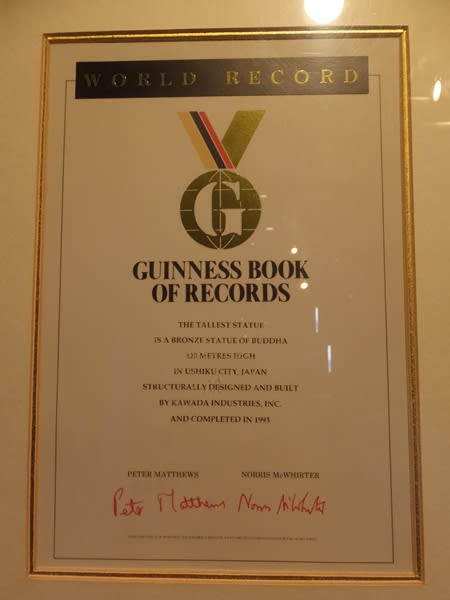 WORLD RECORD
G
GUINNESS BOOK
OF RECORDS
THE TALLEST STATUE
IS A BRONZE STATUE OF BUDDHA
120 METRES HIGH
IN USHIKU CITY, JAPAN
STRUCTURALLY DESIGNED AND BUILT
BY KAWADA INDUSTRIES, INC.
AND COMPLETED IN 1993
PETER MATTHEWS NORRIS McWHIRTER
Peter Matthews Norris McWhirter